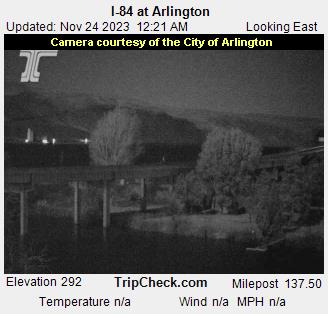 I-84 at Arlington
Updated: Nov 24 2023 12:21 AM Looking East
Camera courtesy of the City of Arlington
Elevation 292 TripCheck.com Milepost 137.50
Temperature n/a Wind n/a MPH n/a